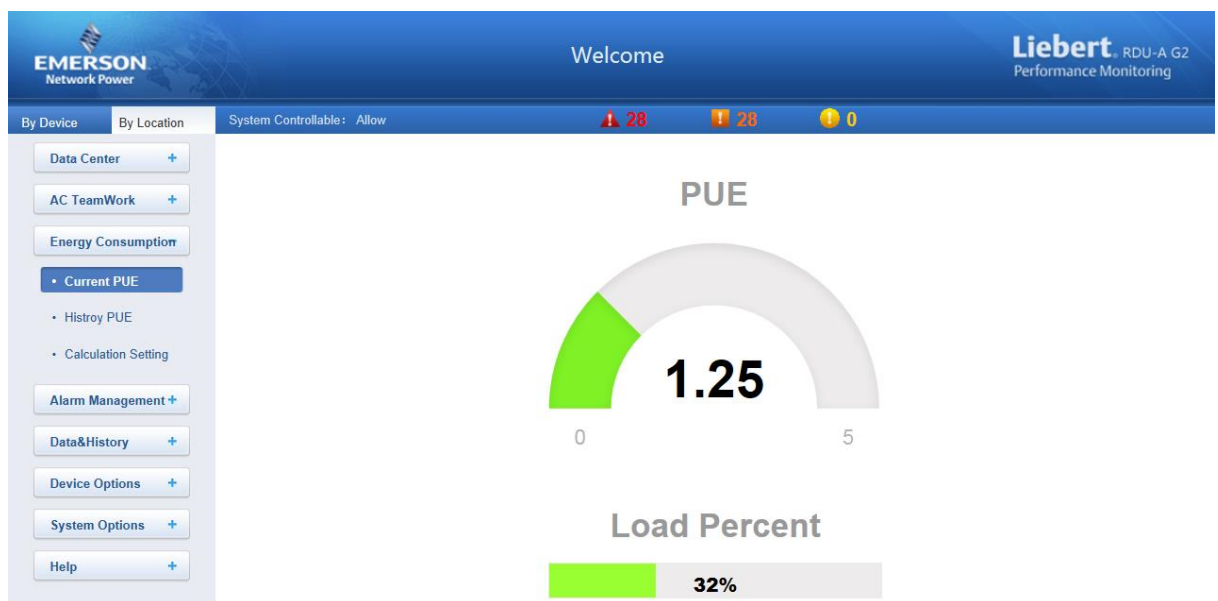 EMERSON
Network Power
Welcome
Liebert RDU-A G2
Performance Monitoring
By Device
By Location
System Controllable: Allow
28
28
0
Data Center +
AC TeamWork +
Energy Consumption
• Current PUE
• Histroy PUE
• Calculation Setting
Alarm Management +
Data&History +
Device Options +
System Options +
Help +
PUE
1.25
0
5
Load Percent
32%